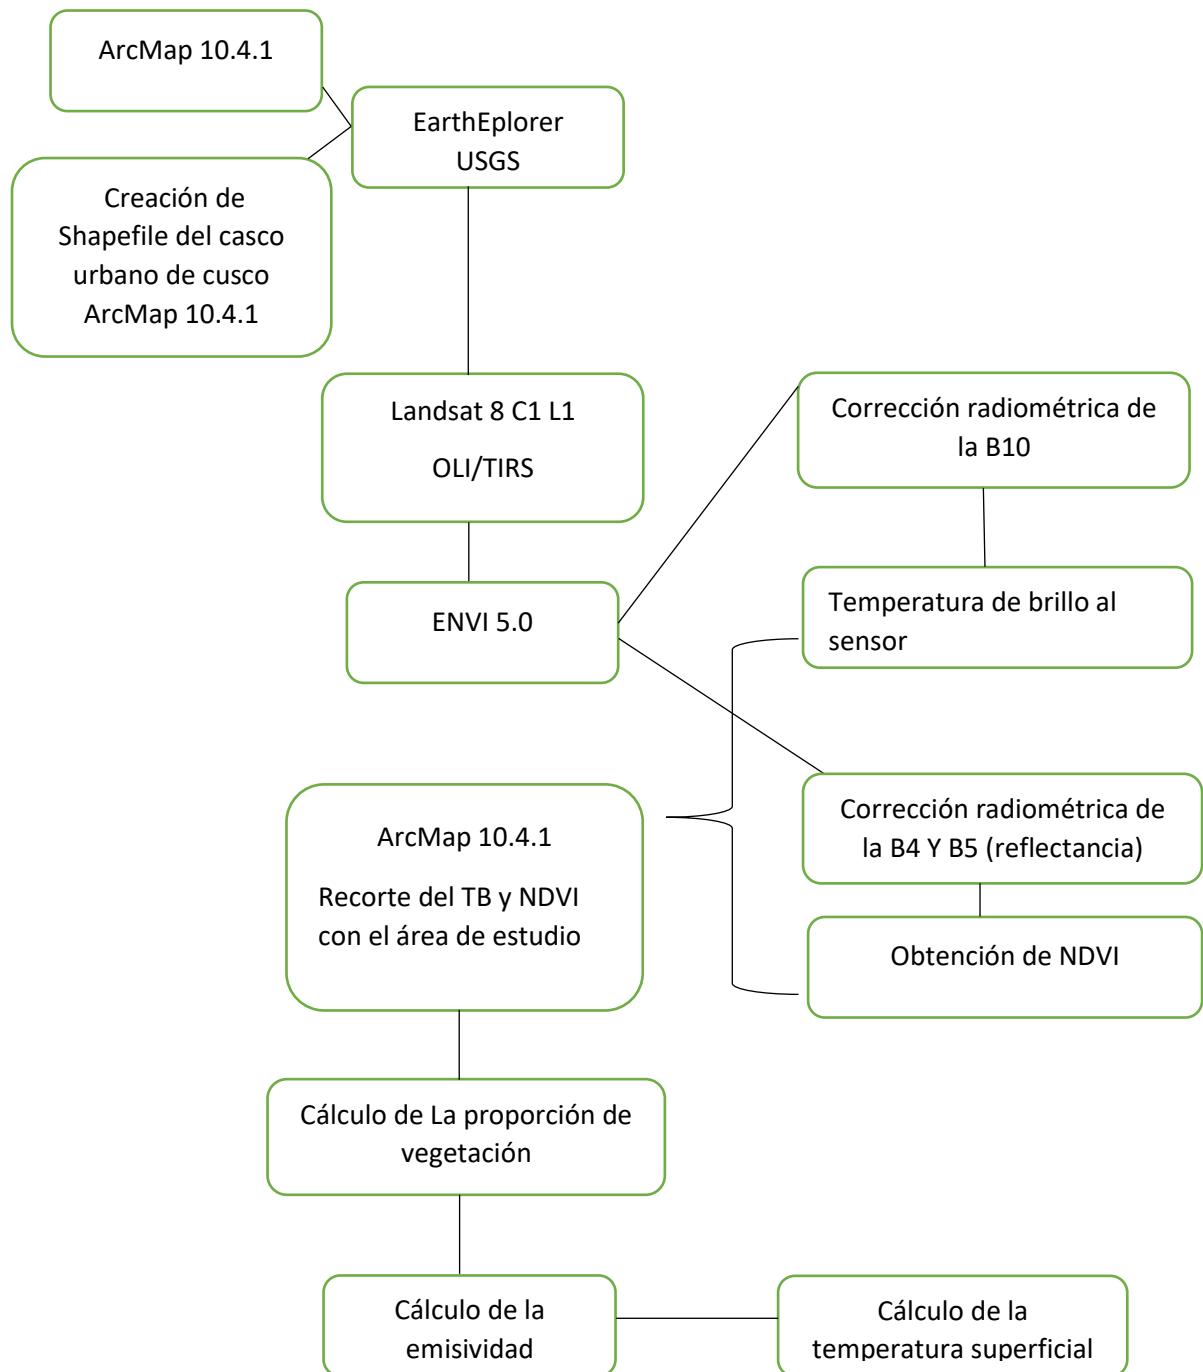 ArcMap 10.4.1
EarthEplorer
USGS
Creación de
Shapefile del casco
urbano de cusco
ArcMap 10.4.1
Landsat 8 C1 L1
OLI/TIRS
Corrección radiométrica de
la B10
ENVI 5.0
Temperatura de brillo al
sensor
Corrección radiométrica de
la B4 Y B5 (reflectancia)
ArcMap 10.4.1
Recorte del TB y NDVI
con el área de estudio
Obtención de NDVI
Cálculo de La proporción de
vegetación
Cálculo de la
emisividad
Cálculo de la
temperatura superficial